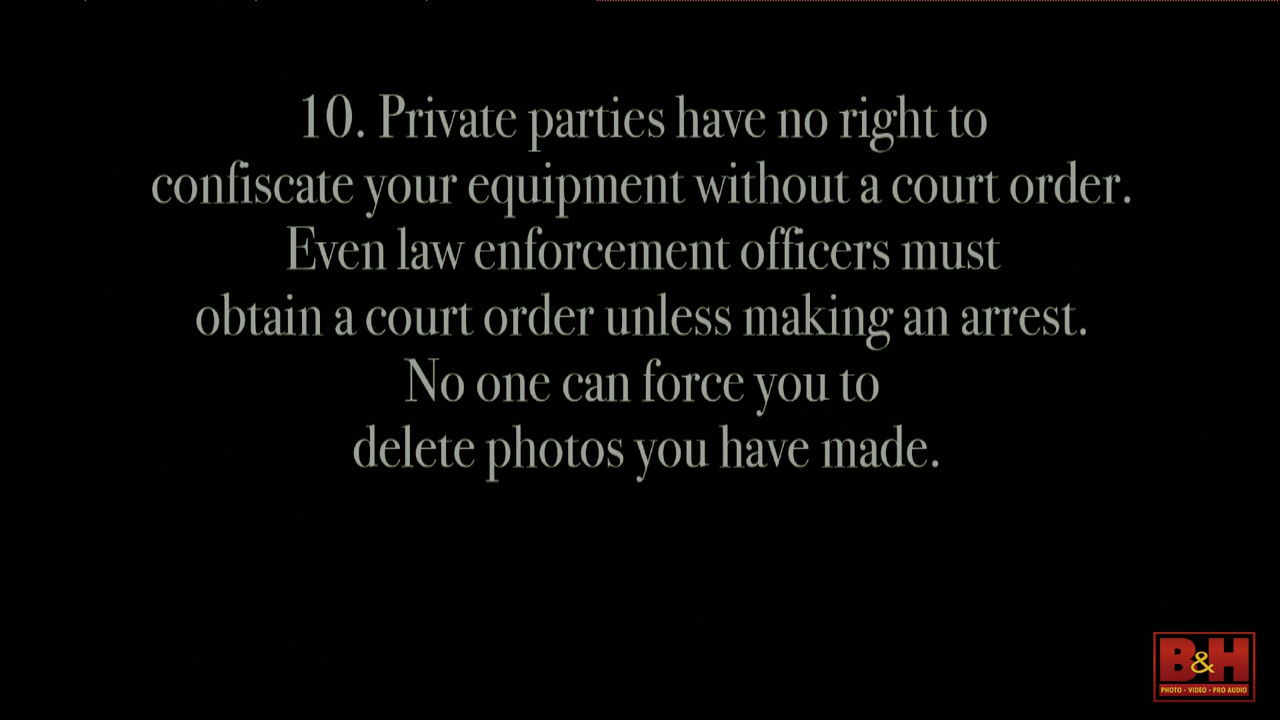 10. Private parties have no right to
confiscate your equipment without a court order.
Even law enforcement officers must
obtain a court order unless making an arrest.
No one can force you to
delete photos you have made.
B&H
PHOTO - VIDEO - PRO AUDIO